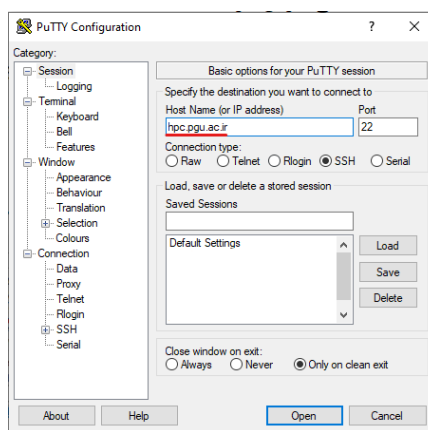 PuTTY Configuration ? ×
Category:
Session
Logging
Terminal
Keyboard
Bell
Features
Window
Appearance
Behaviour
Translation
Selection
Colours
Connection
Data
Proxy
Telnet
Rlogin
SSH
Serial
Basic options for your PuTTY session
Specify the destination you want to connect to
Host Name (or IP address) Port
hpc.pgu.ac.ir 22
Connection type:
Raw Telnet Rlogin SSH Serial
Load, save or delete a stored session
Saved Sessions
Default Settings
Load
Save
Delete
Close window on exit:
Always Never Only on clean exit
About Help Open Cancel